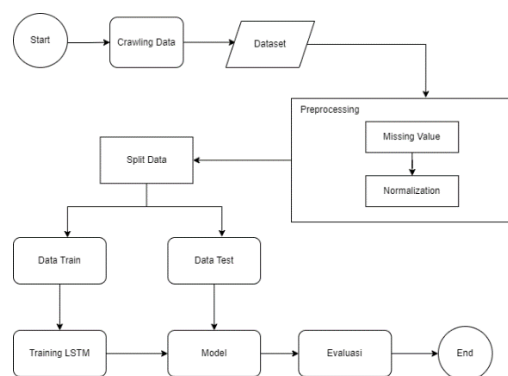 Start
Crawling Data
Dataset
Preprocessing
Missing Value
Normalization
Split Data
Data Train
Data Test
Training LSTM
Model
Evaluasi
End